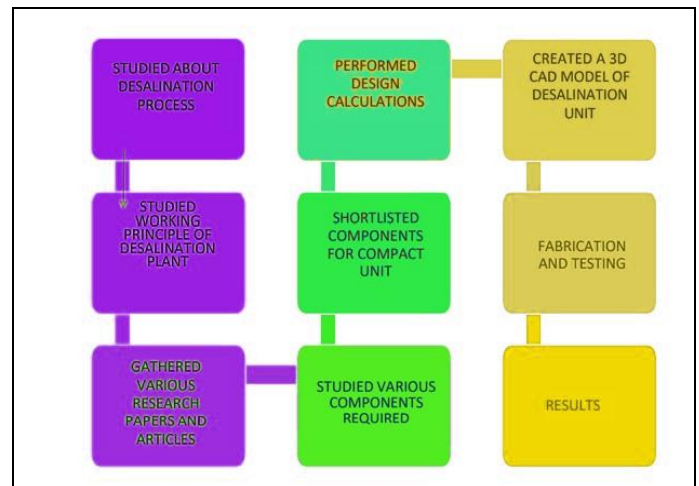 STUDIED ABOUT
DESALINATION
PROCESS
STUDIED
WORKING
PRINCIPLE OF
DESALINATION
PLANT
GATHERED
VARIOUS
RESEARCH
PAPERS AND
ARTICLES
STUDIED VARIOUS
COMPONENTS
REQUIRED
SHORTLISTED
COMPONENTS
FOR COMPACT
UNIT
PERFORMED
DESIGN
CALCULATIONS
CREATED A 3D
CAD MODEL OF
DESALINATION
UNIT
FABRICATION
AND TESTING
RESULTS